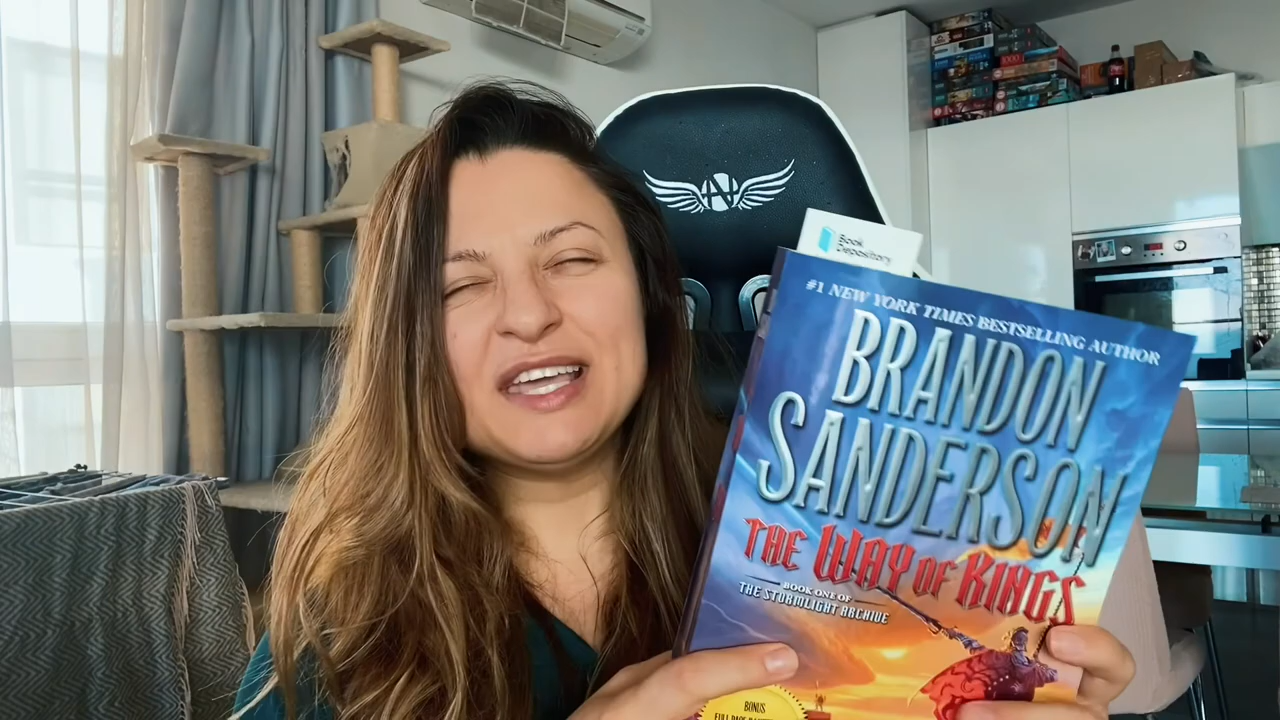 Book
Depository
#1 NEW YORK TIMES BESTSELLING AUTHOR
BRANDON
SANDERSON
THE WAY OF KINGS
BOOK ONE OF
THE STORMLIGHT ARCHIVE
BONUS